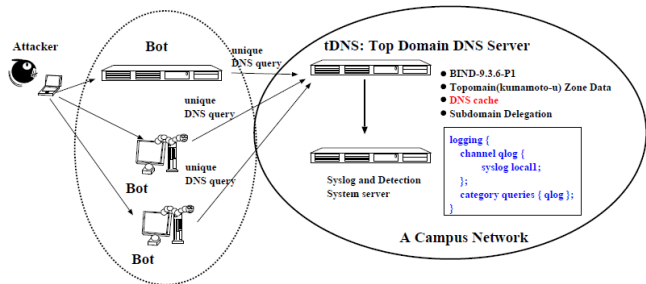 Attacker
Bot
unique
DNS query
tDNS: Top Domain DNS Server
BIND-9.3.6-P1
Topomain(kumamoto-u) Zone Data
DNS cache
Subdomain Delegation
unique
DNS query
unique
DNS query
Bot
Bot
Syslog and Detection
System server
logging {
channel qlog {
syslog local1;
};
category queries { qlog };
}
A Campus Network